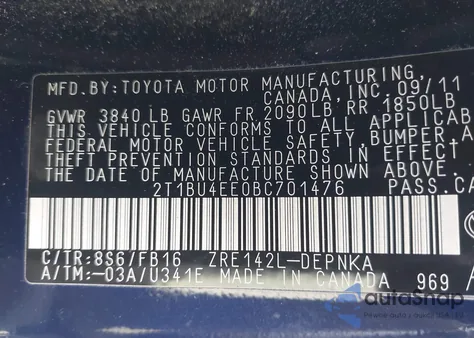 MFD.BY:TOYOTA MOTOR MANUFACTURING,
CANADA, INC. 09/11
GVWR 3840 LB GAWR FR 2090LB RR 1850LB
THIS VEHICLE CONFORMS TO ALL APPLICAB
FEDERAL MOTOR VEHICLE SAFETY, BUMPER, A
THEFT PREVENTION STANDARDS IN EFFECT
THE DATE OF MANUFACTURE SHOWN ABOVE.
2T1BU4EE0BC701476 PASS.CA
C/TR:8S6/FB16 ZRE142L-DEPNKA
A/TM:-03A/U341E MADE IN CANADA 969 A
autoSnap